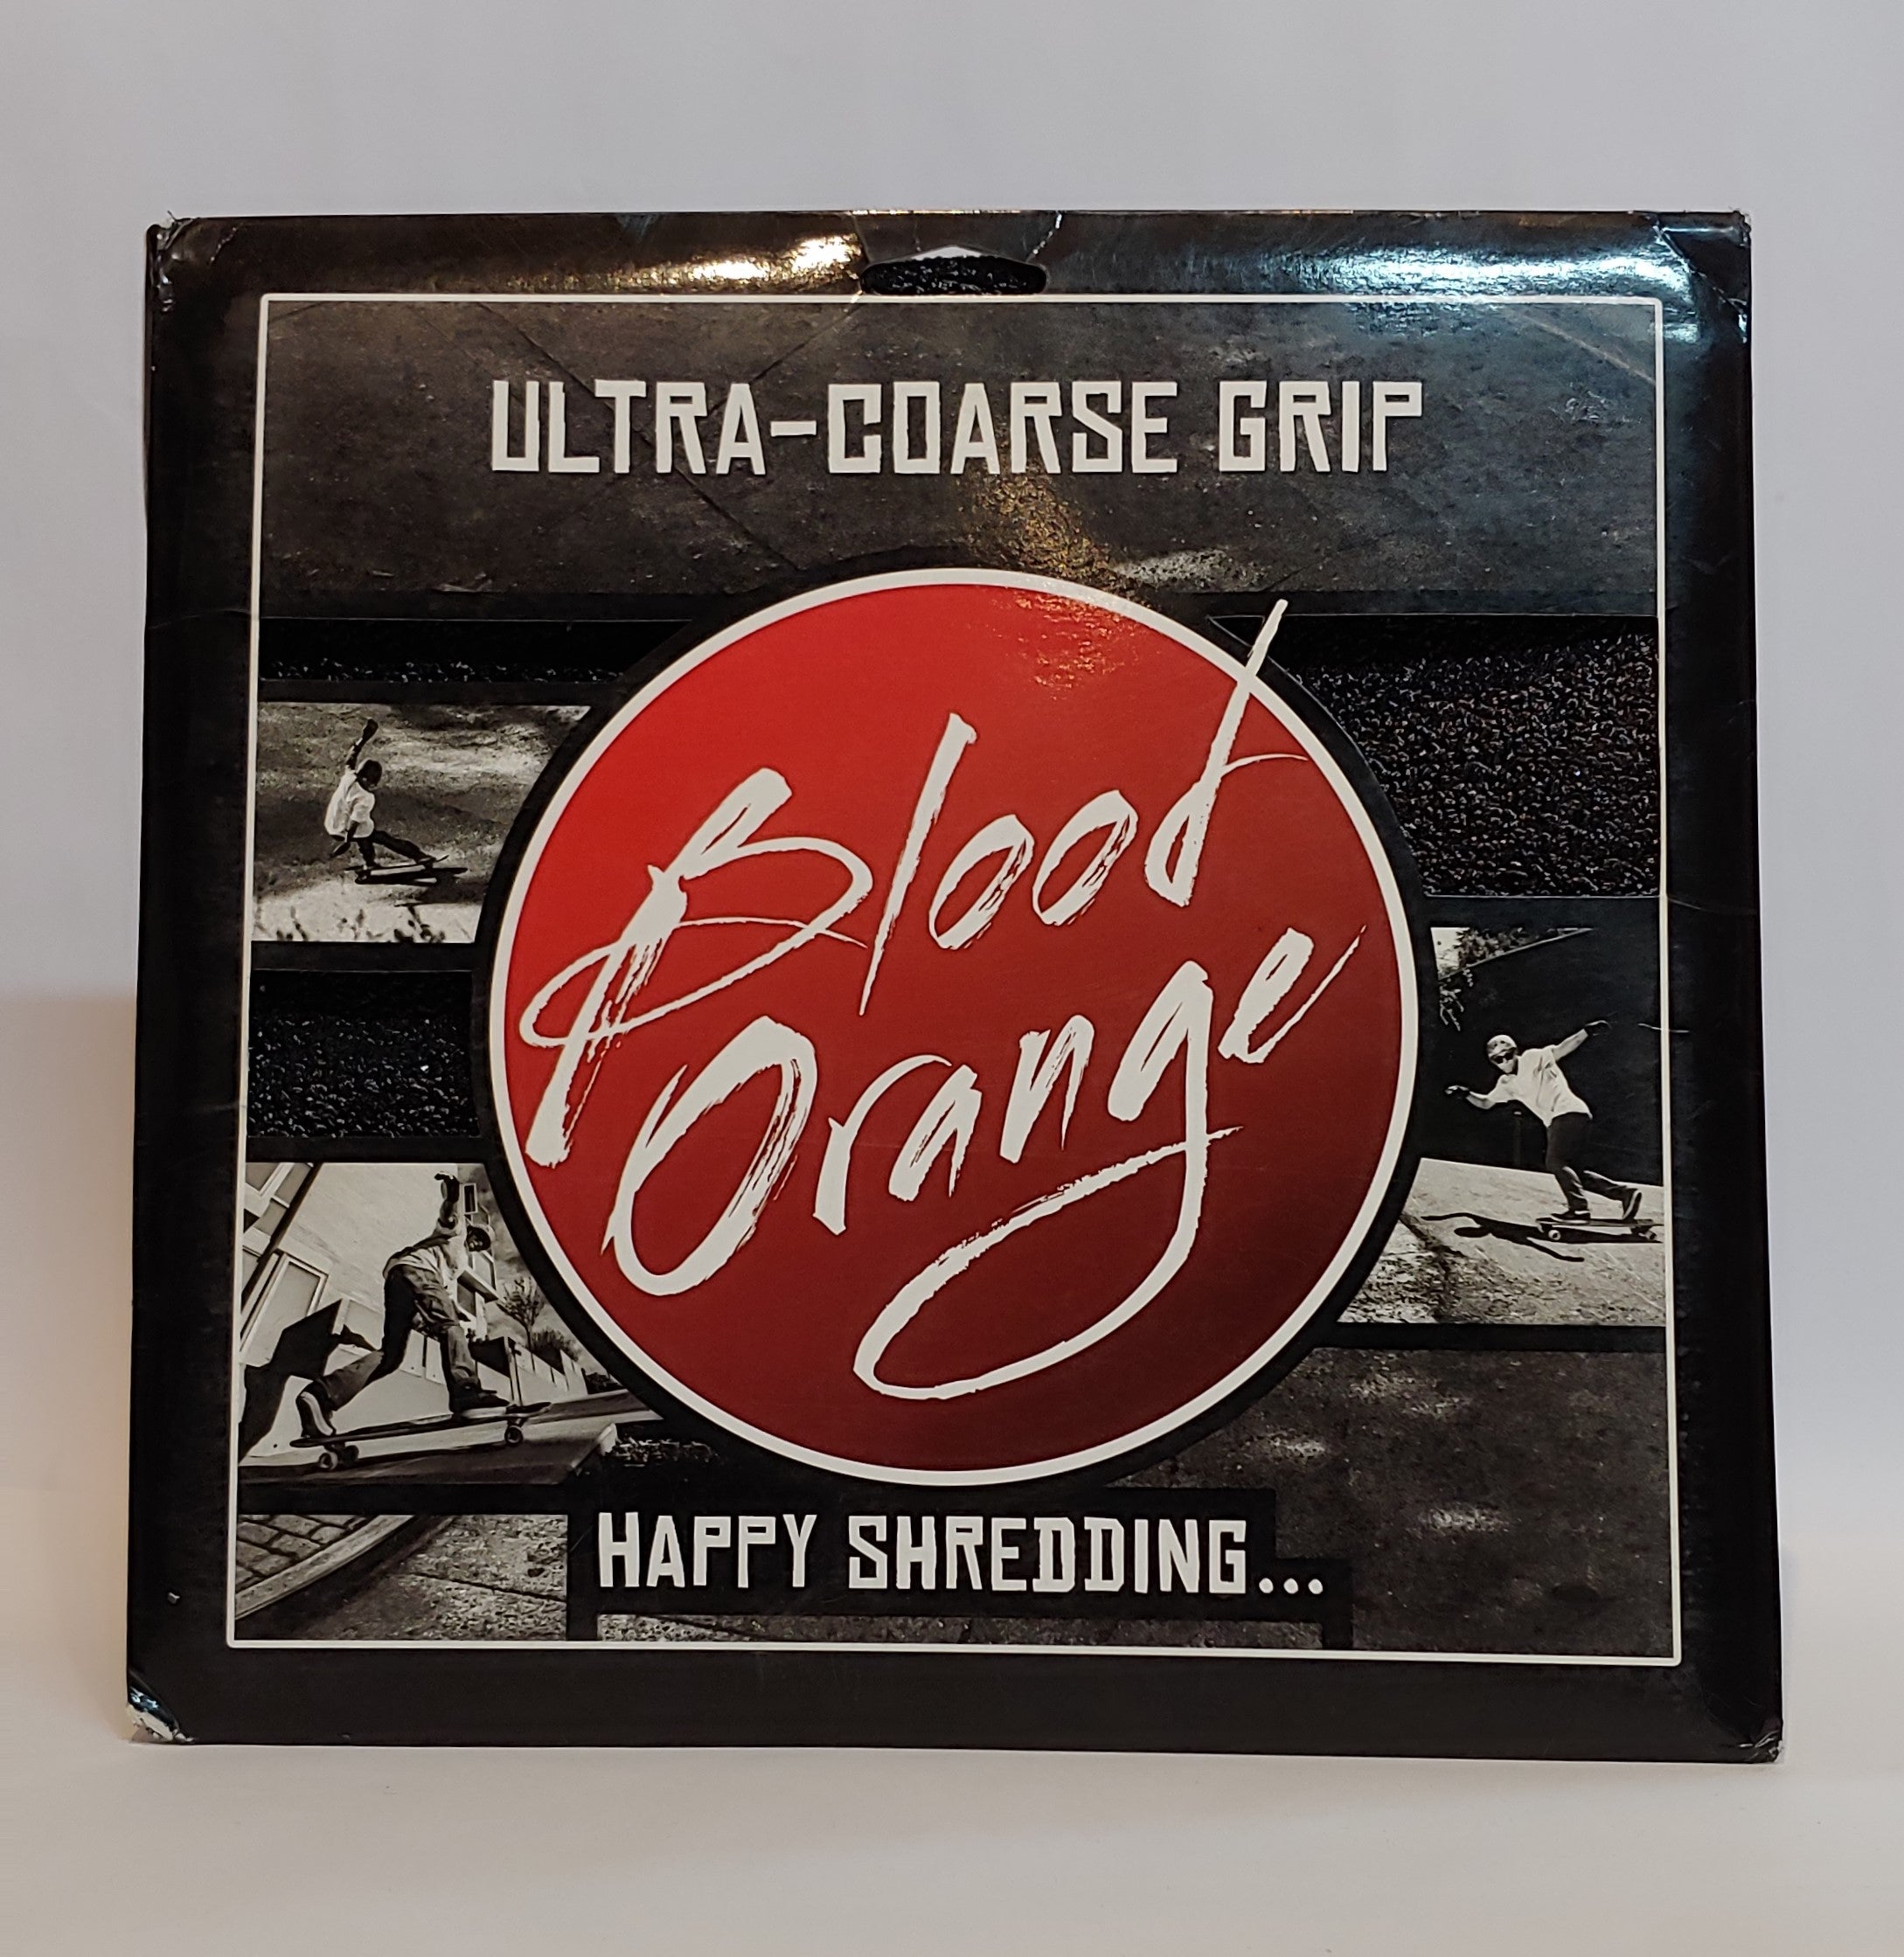 ULTRA-COARSE GRIP
Blood
Orange
HAPPY SHREDDING...